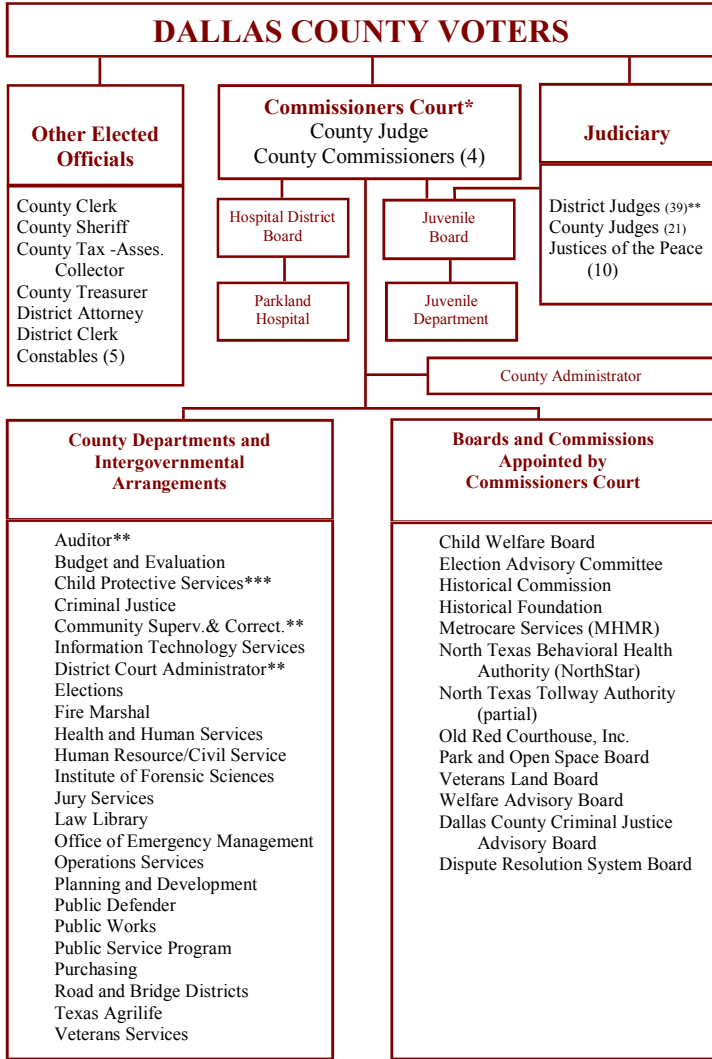 DALLAS COUNTY VOTERS
Other Elected
Officials
County Clerk
County Sheriff
County Tax -Asses.
Collector
County Treasurer
District Attorney
District Clerk
Constables (5)
Commissioners Court*
County Judge
County Commissioners (4)
Judiciary
District Judges (39)**
County Judges (21)
Justices of the Peace
(10)
Hospital District
Board
Parkland
Hospital
Juvenile
Board
Juvenile
Department
County Administrator
County Departments and
Intergovernmental
Arrangements
Auditor**
Budget and Evaluation
Child Protective Services***
Criminal Justice
Community Superv.& Correct.**
Information Technology Services
District Court Administrator**
Elections
Fire Marshal
Health and Human Services
Human Resource/Civil Service
Institute of Forensic Sciences
Jury Services
Law Library
Office of Emergency Management
Operations Services
Planning and Development
Public Defender
Public Works
Public Service Program
Purchasing
Road and Bridge Districts
Texas Agrilife
Veterans Services
Boards and Commissions
Appointed by
Commissioners Court
Child Welfare Board
Election Advisory Committee
Historical Commission
Historical Foundation
Metrocare Services (MHMR)
North Texas Behavioral Health
Authority (NorthStar)
North Texas Tollway Authority
(partial)
Old Red Courthouse, Inc.
Park and Open Space Board
Veterans Land Board
Welfare Advisory Board
Dallas County Criminal Justice
Advisory Board
Dispute Resolution System Board